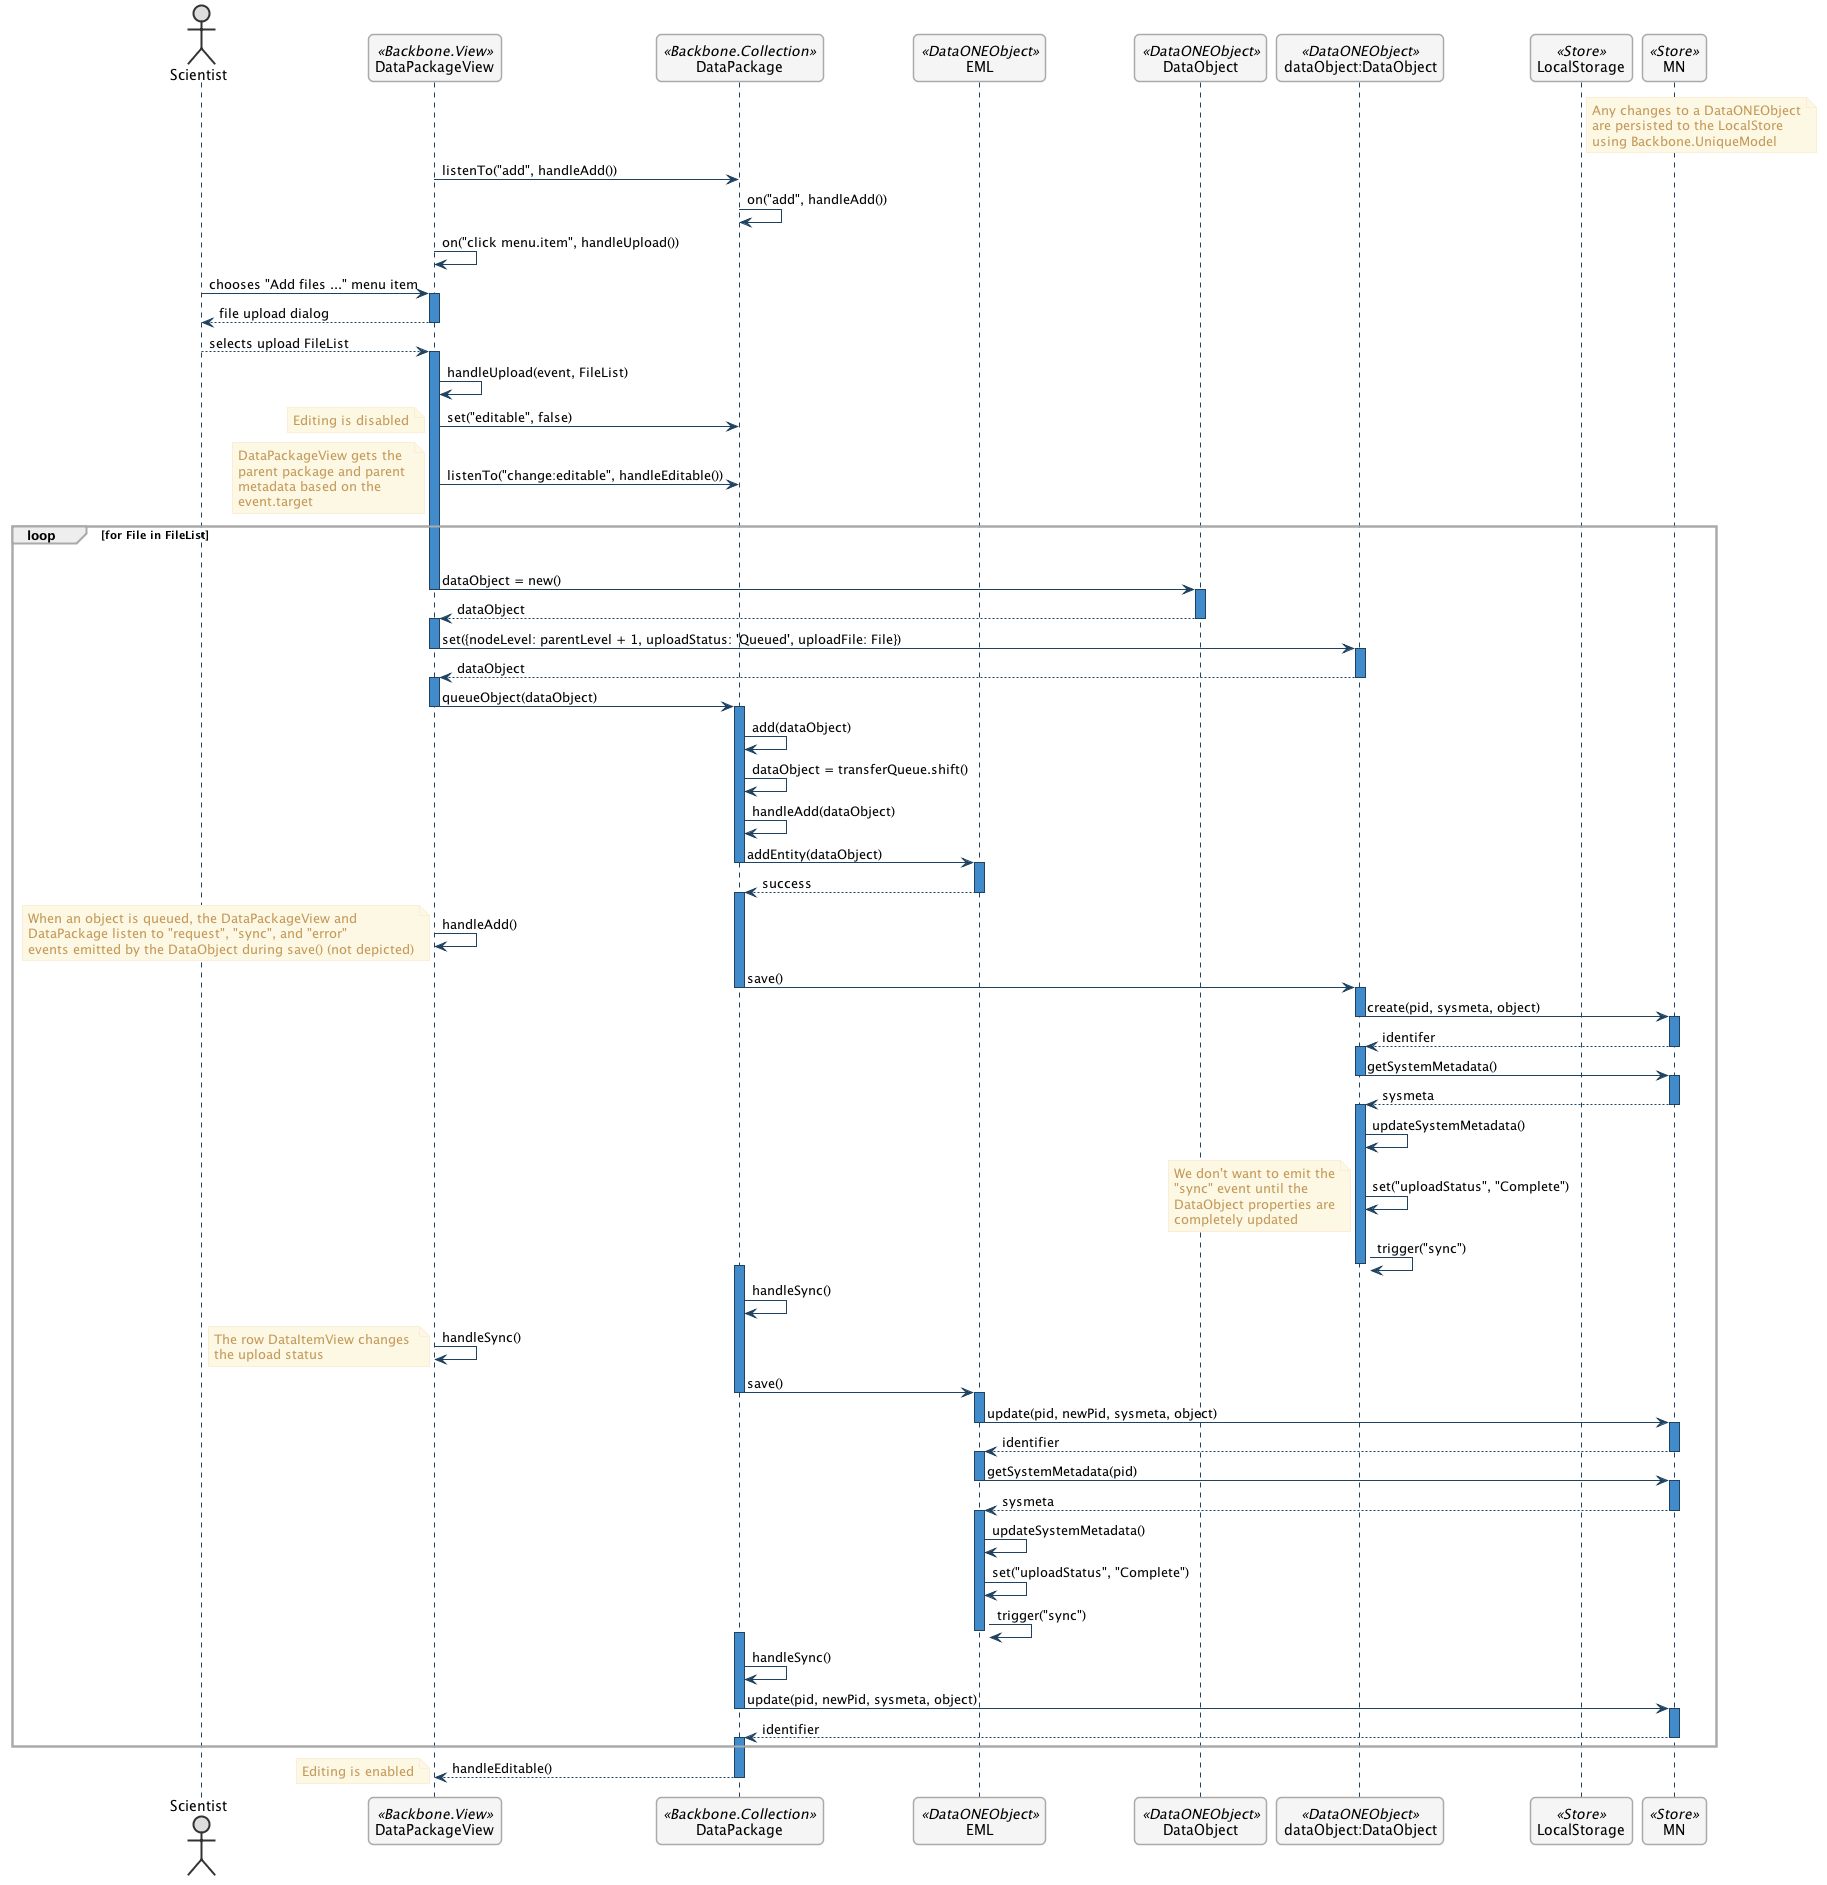 Scientist
«Backbone.View»
DataPackageView
«Backbone.Collection»
DataPackage
«DataONEObject»
EML
«DataONEObject»
DataObject
«DataONEObject»
dataObject:DataObject
«Store»
LocalStorage
«Store»
MN
Any changes to a DataONEObject
are persisted to the LocalStore
using Backbone.UniqueModel
listenTo("add", handleAdd())
on("add", handleAdd())
on("click menu.item", handleUpload())
chooses "Add files ..." menu item
file upload dialog
selects upload FileList
handleUpload(event, FileList)
Editing is disabled
set("editable", false)
DataPackageView gets the
parent package and parent
metadata based on the
event.target
listenTo("change:editable", handleEditable())
loop
[for File in FileList]
dataObject = new()
dataObject
set({nodeLevel: parentLevel + 1, uploadStatus: 'Queued', uploadFile: File})
dataObject
queueObject(dataObject)
add(dataObject)
dataObject = transferQueue.shift()
handleAdd(dataObject)
addEntity(dataObject)
success
When an object is queued, the DataPackageView and
DataPackage listen to "request", "sync", and "error"
events emitted by the DataObject during save() (not depicted)
handleAdd()
save()
create(pid, sysmeta, object)
identifer
getSystemMetadata()
sysmeta
updateSystemMetadata()
We don't want to emit the
"sync" event until the
DataObject properties are
completely updated
set("uploadStatus", "Complete")
trigger("sync")
handleSync()
The row DataItemView changes
the upload status
handleSync()
save()
update(pid, newPid, sysmeta, object)
identifier
getSystemMetadata(pid)
sysmeta
updateSystemMetadata()
set("uploadStatus", "Complete")
trigger("sync")
handleSync()
update(pid, newPid, sysmeta, object)
identifier
Editing is enabled
handleEditable()
Scientist
«Backbone.View»
DataPackageView
«Backbone.Collection»
DataPackage
«DataONEObject»
EML
«DataONEObject»
DataObject
«DataONEObject»
dataObject:DataObject
«Store»
LocalStorage
«Store»
MN